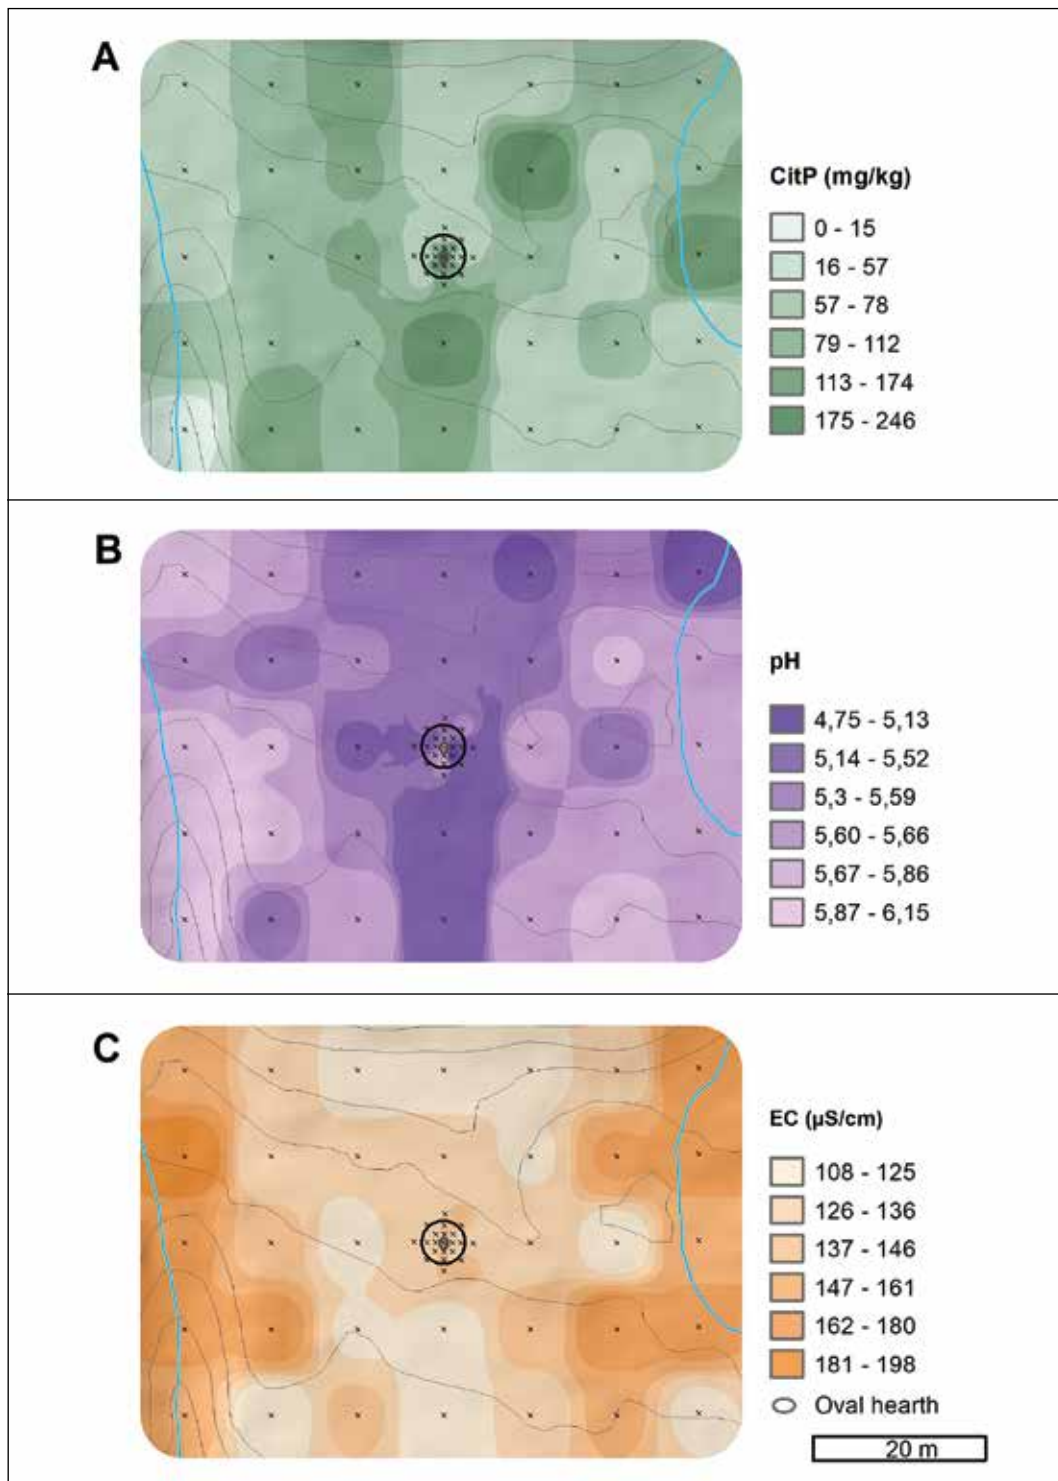 A
CitP (mg/kg)
0 - 15
16 - 57
57 - 78
79 - 112
113 - 174
175 - 246
B
pH
4,75 - 5,13
5,14 - 5,52
5,3 - 5,59
5,60 - 5,66
5,67 - 5,86
5,87 - 6,15
C
EC (µS/cm)
108 - 125
126 - 136
137 - 146
147 - 161
162 - 180
181 - 198
Oval hearth
20 m